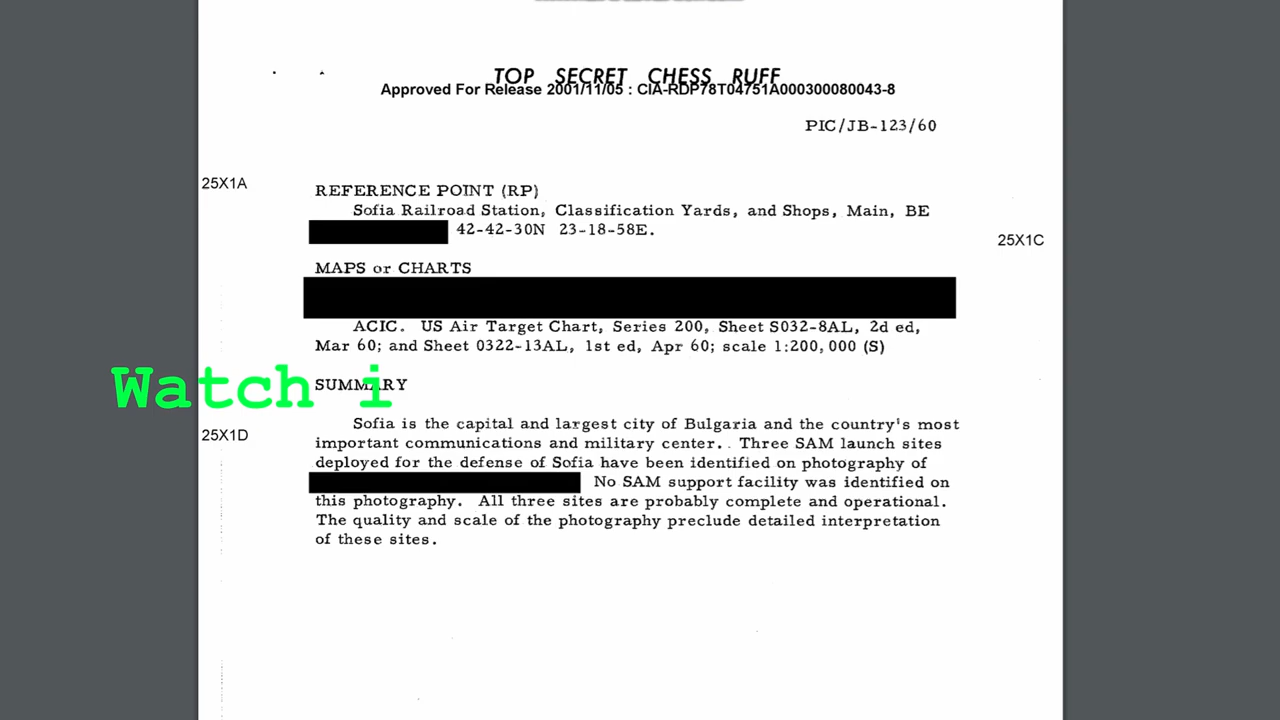 TOP SECRET CHESS RUFF
Approved For Release 2001/11/05 : CIA-RDP78T04751A000300080043-8
PIC/JB-123/60
25X1A
REFERENCE POINT (RP)
Sofia Railroad Station, Classification Yards, and Shops, Main, BE
42-42-30N 23-18-58E.
25X1C
MAPS or CHARTS
ACIC. US Air Target Chart, Series 200, Sheet S032-8AL, 2d ed,
Mar 60; and Sheet 0322-13AL, 1st ed, Apr 60; scale 1:200,000 (S)
Watch i
SUMMARY
Sofia is the capital and largest city of Bulgaria and the country's most
25X1D
important communications and military center. Three SAM launch sites
deployed for the defense of Sofia have been identified on photography of
No SAM support facility was identified on
this photography. All three sites are probably complete and operational.
The quality and scale of the photography preclude detailed interpretation
of these sites.